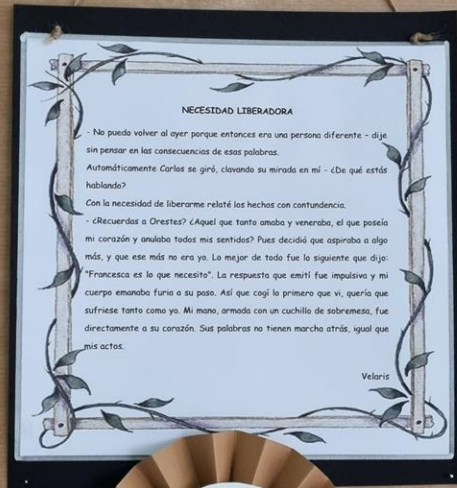 NECESIDAD LIBERADORA
- No puedo volver al ayer porque entonces era una persona diferente - dije
sin pensar en las consecuencias de esas palabras.
Automáticamente Carlos se giró, clavando su mirada en mí - ¿De qué estás
hablando?
Con la necesidad de liberarme relaté los hechos con contundencia.
- ¿Recuerdas a Orestes? ¿Aquel que tanto amaba y veneraba, el que poseía
mi corazón y anulaba todos mis sentidos? Pues decidió que aspiraba a algo
más, y que ese más no era yo. Lo mejor de todo fue lo siguiente que dijo:
"Francesca es lo que necesito". La respuesta que emití fue impulsiva y mi
cuerpo emanaba furia a su paso. Así que cogí lo primero que vi, quería que
sufriese tanto como yo. Mi mano, armada con un cuchillo de sobremesa, fue
directamente a su corazón. Sus palabras no tienen marcha atrás, igual que
mis actos.
Velaris